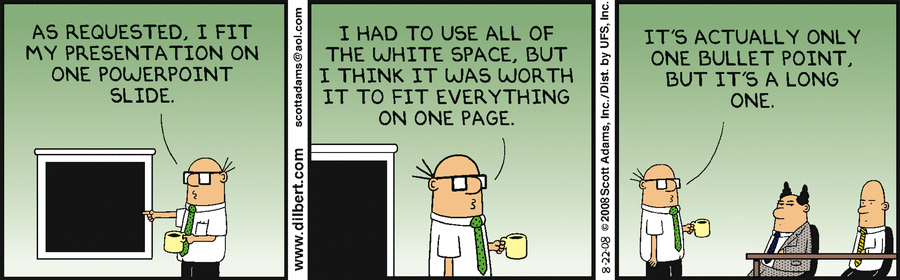 AS REQUESTED, I FIT
MY PRESENTATION ON
ONE POWERPOINT
SLIDE.
www.dilbert.com
scottadams@aol.com
I HAD TO USE ALL OF
THE WHITE SPACE, BUT
I THINK IT WAS WORTH
IT TO FIT EVERYTHING
ON ONE PAGE.
8-22-08 © 2008 Scott Adams, Inc./Dist. by UFS, Inc.
IT'S ACTUALLY ONLY
ONE BULLET POINT,
BUT IT'S A LONG
ONE.